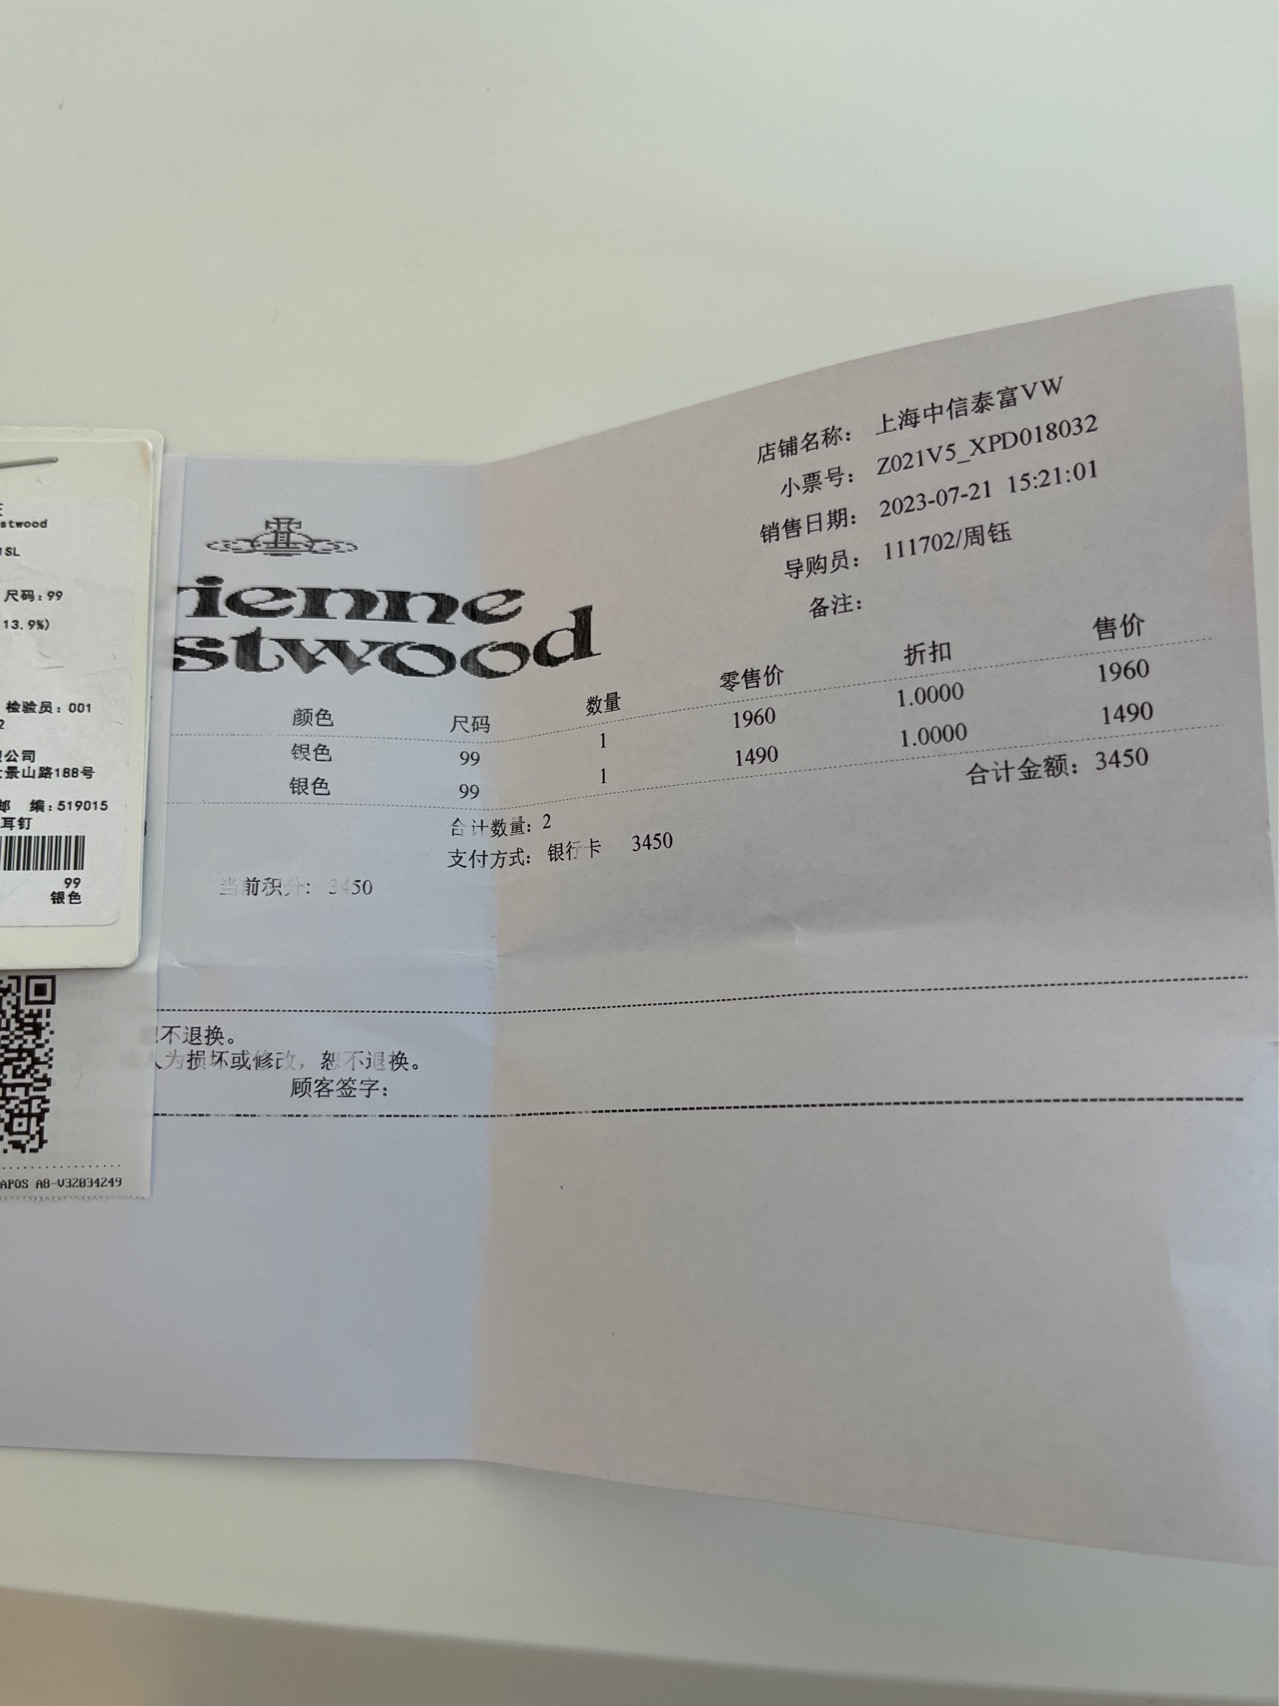 stwood
SL
尺码:99
13.9%)
检验员:001
2
公司
景山路188号
邮 编:519015
耳钉
99
银色
APOS A8-V32034249
店铺名称: 上海中信泰富VW
小票号: Z021V5_XPD018032
销售日期: 2023-07-21 15:21:01
导购员: 111702/周钰
备注:
rienne
stwood
颜色 尺码 数量 零售价 折扣 售价
银色 99 1 1960 1.0000 1960
银色 99 1 1490 1.0000 1490
合计数量: 2 合计金额: 3450
支付方式: 银行卡 3450
当前积分: 3450
恕不退换。
人为损坏或修改, 恕不退换。
顾客签字: